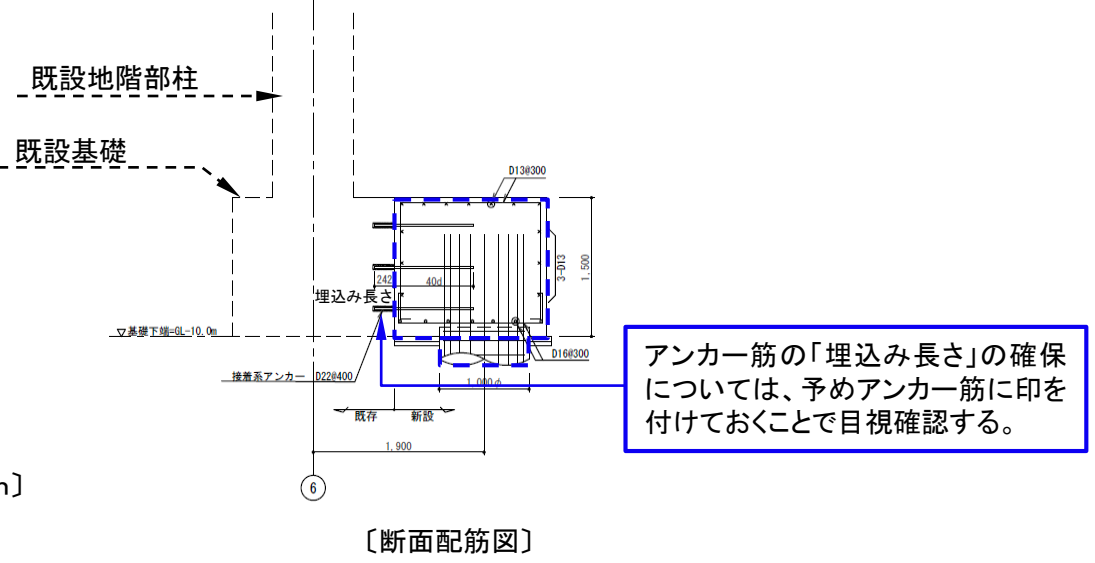 既設地階部柱
既設基礎
D13@300
3-D13
1,500
242
40d
埋込み長さ
▽基礎下端=GL-10.0m
D16@300
接着系アンカー D22@400
1,000φ
既存
新設
1,900
6
m〕
アンカー筋の「埋込み長さ」の確保
については、予めアンカー筋に印を
付けておくことで目視確認する。
〔断面配筋図〕